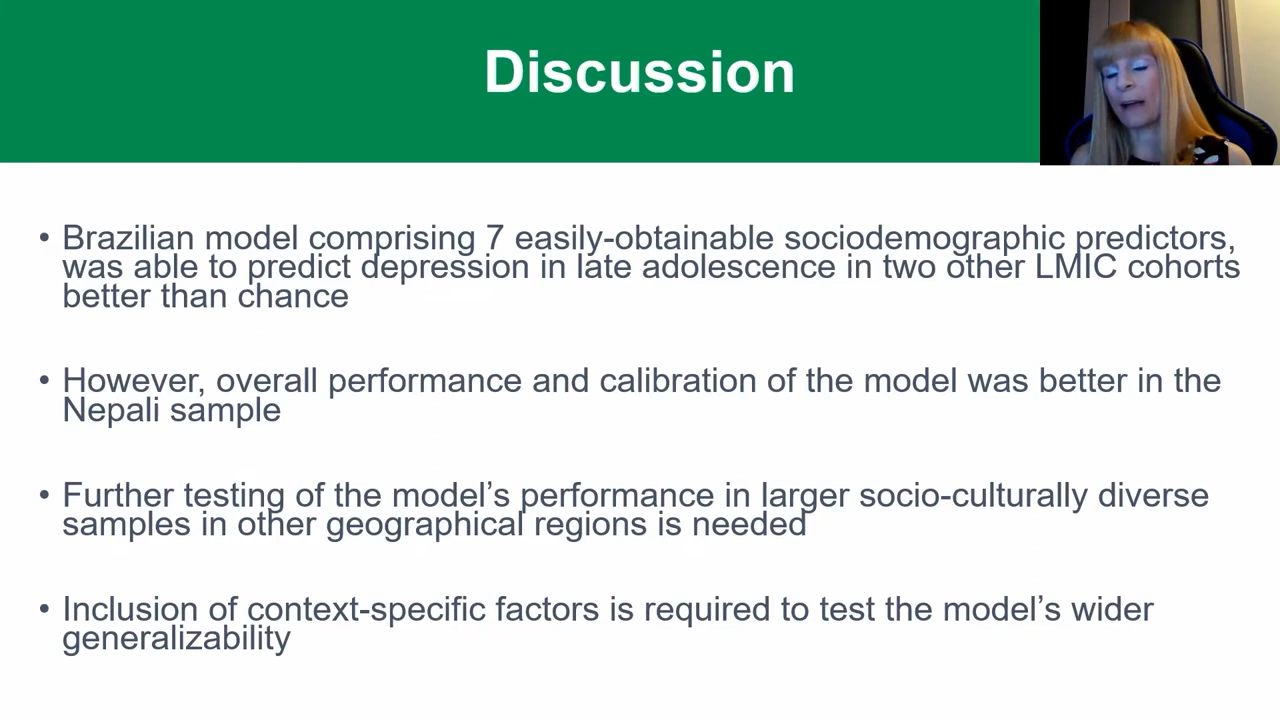 Discussion
• Brazilian model comprising 7 easily-obtainable sociodemographic predictors,
was able to predict depression in late adolescence in two other LMIC cohorts
better than chance
• However, overall performance and calibration of the model was better in the
Nepali sample
• Further testing of the model’s performance in larger socio-culturally diverse
samples in other geographical regions is needed
• Inclusion of context-specific factors is required to test the model’s wider
generalizability